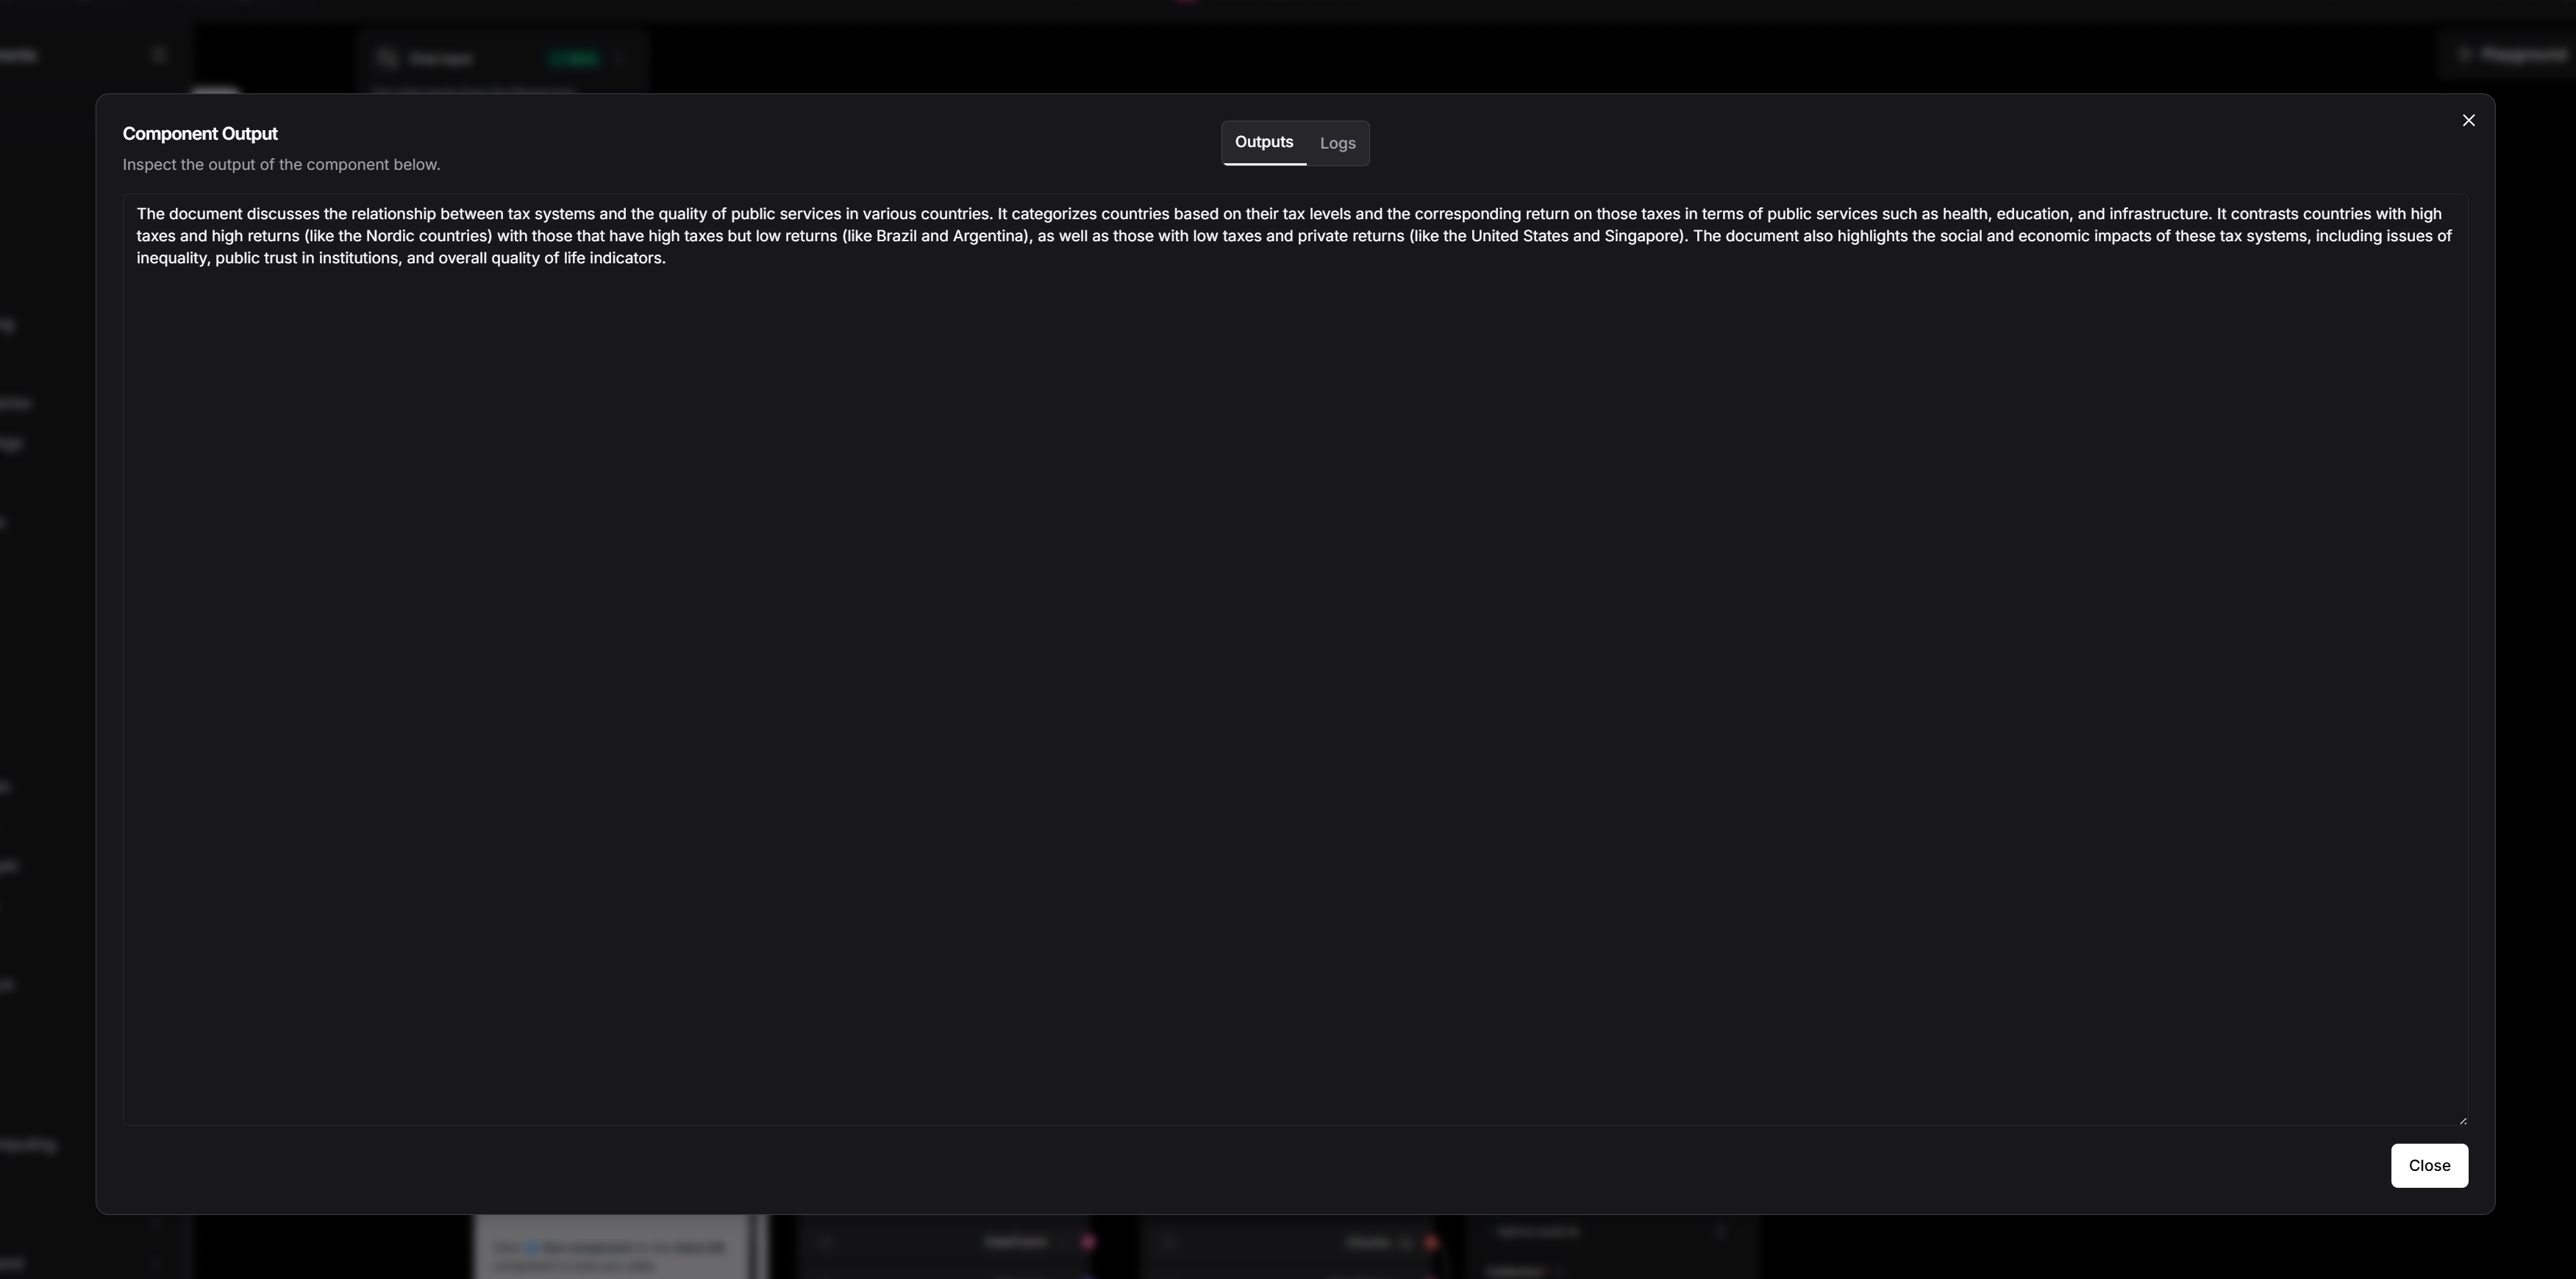 Playground
Component Output
Outputs
Logs
Inspect the output of the component below.
The document discusses the relationship between tax systems and the quality of public services in various countries. It categorizes countries based on their tax levels and the corresponding return on those taxes in terms of public services such as health, education, and infrastructure. It contrasts countries with high
taxes and high returns (like the Nordic countries) with those that have high taxes but low returns (like Brazil and Argentina), as well as those with low taxes and private returns (like the United States and Singapore). The document also highlights the social and economic impacts of these tax systems, including issues of
inequality, public trust in institutions, and overall quality of life indicators.
Close